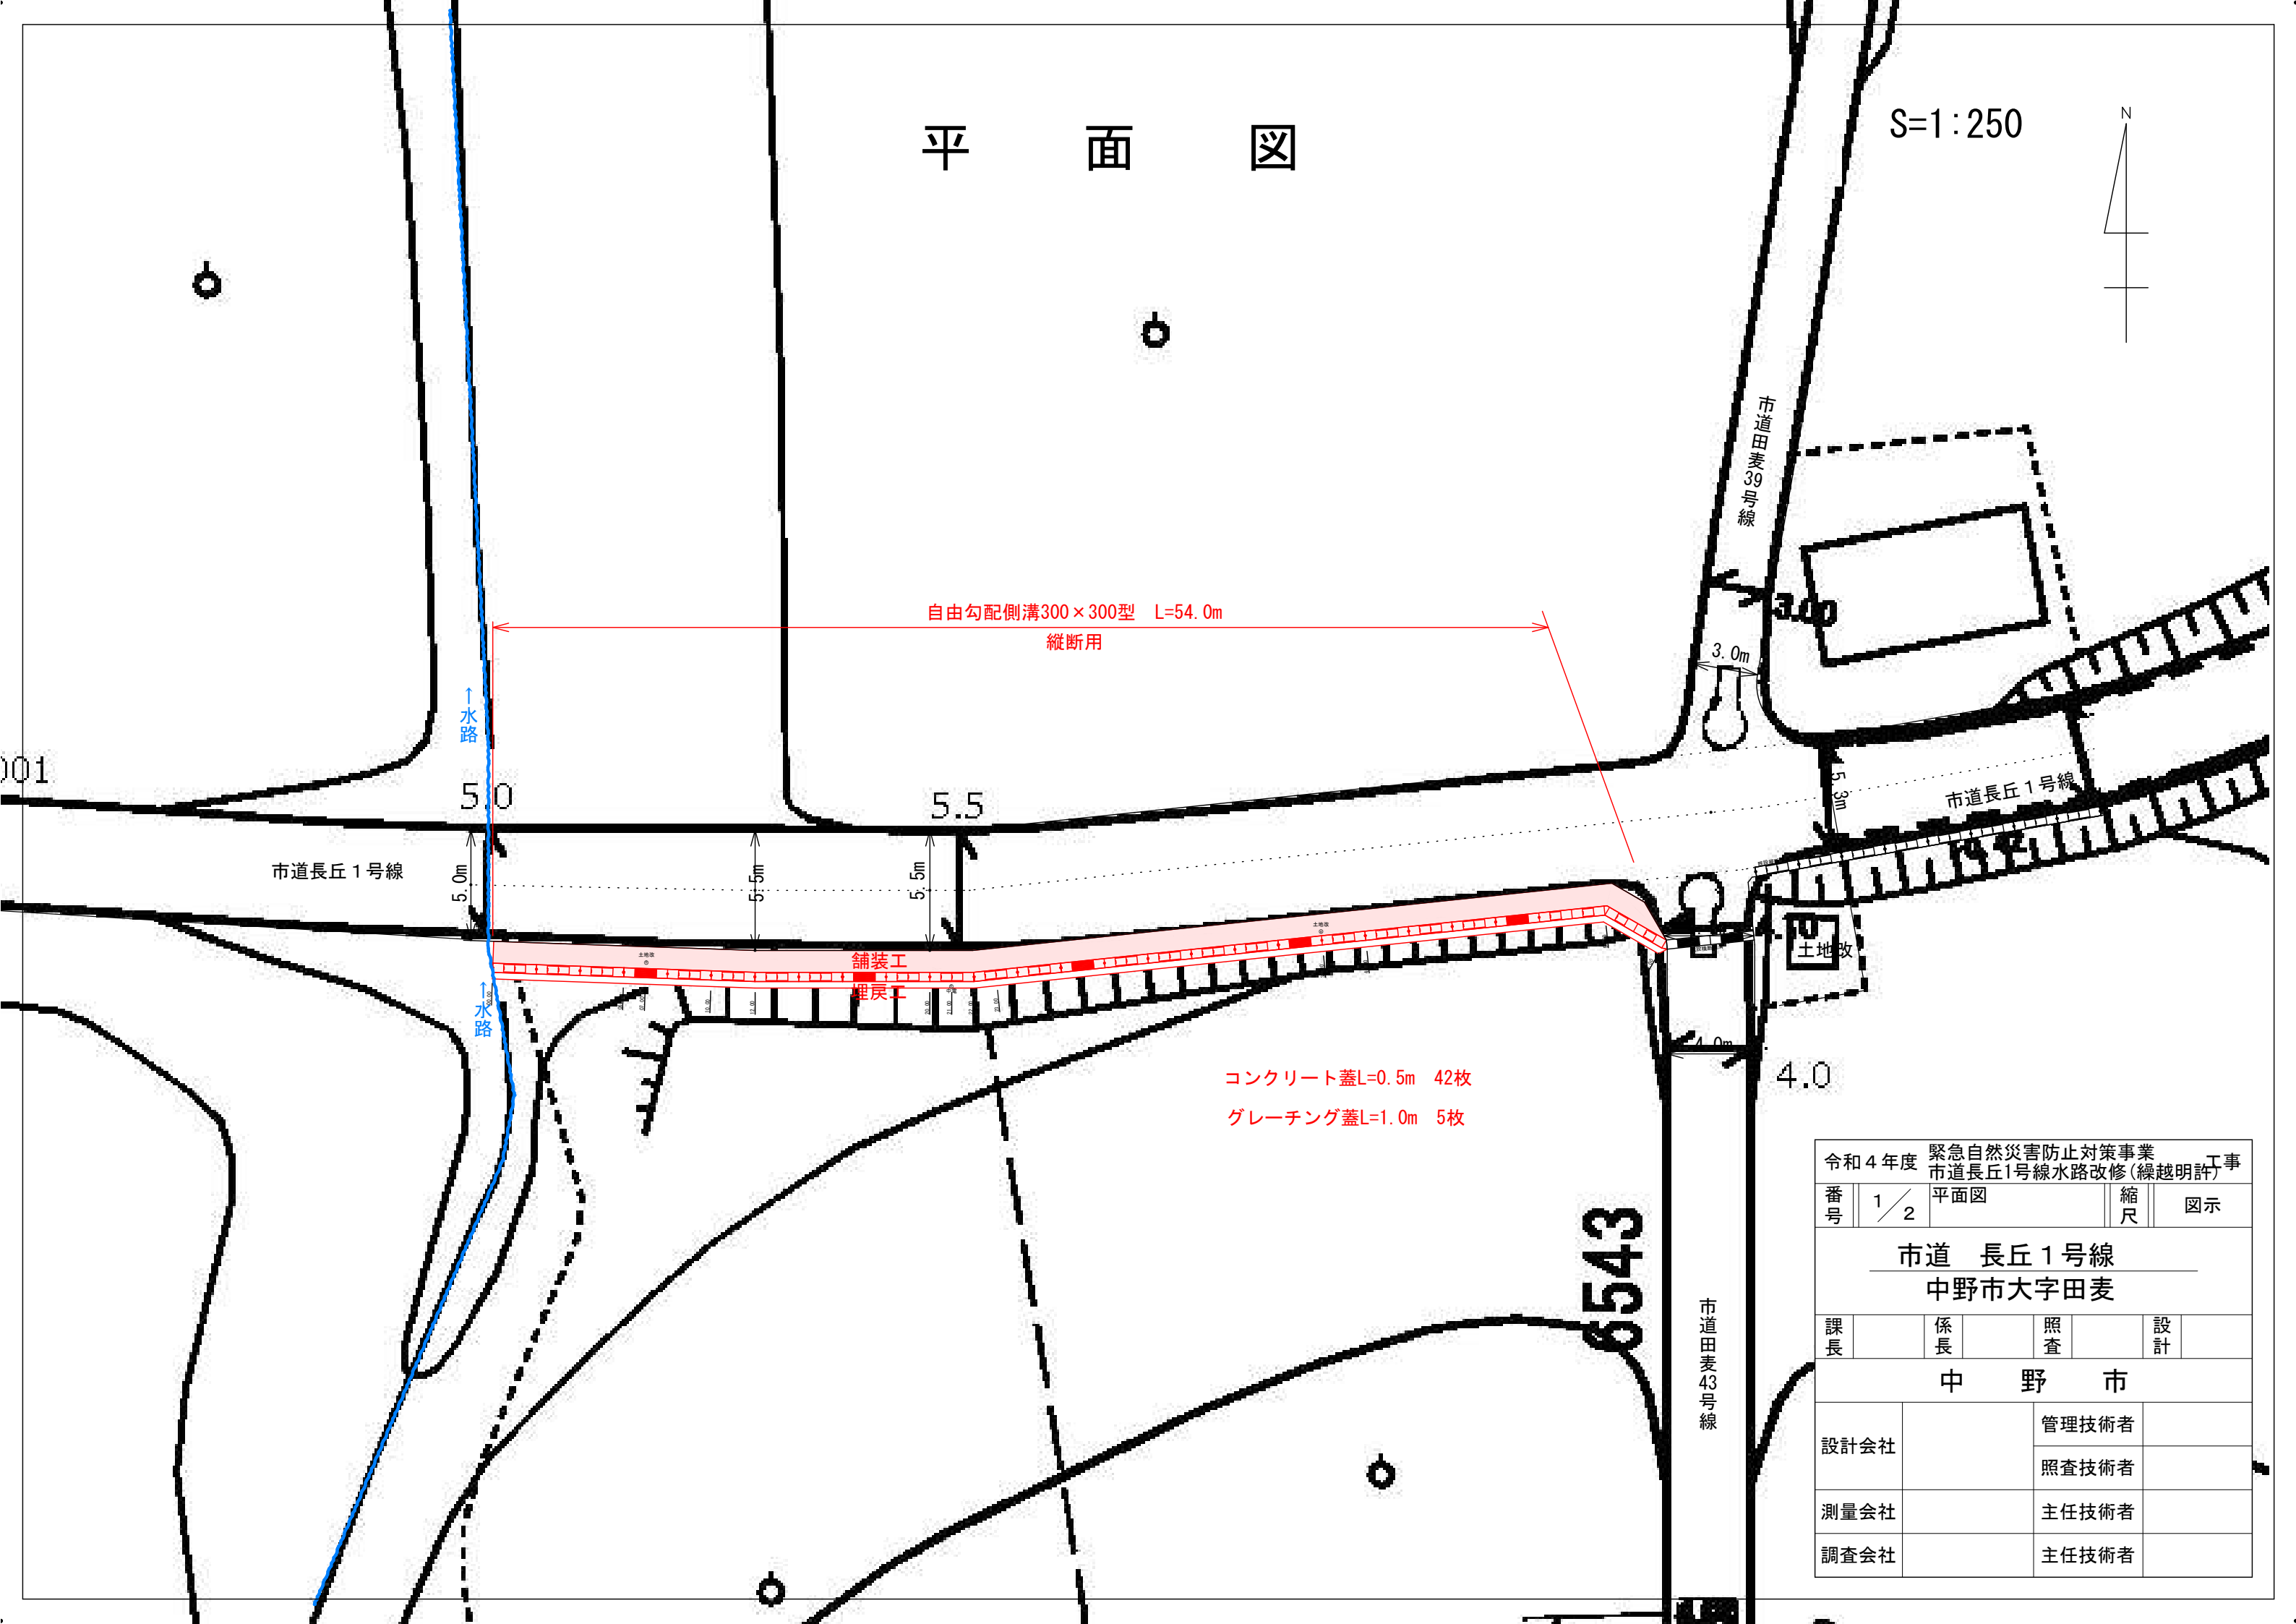 平面図
S=1:250
N
市道田麦39号線
3.00
3.0m
自由勾配側溝300×300型 L=54.0m
縦断用
↑水路
001
5.0
5.5
市道長丘1号線
5.0m
5.5m
5.5m
5.3m
市道長丘1号線
舗装工
埋戻工
↑水路
土地改
4.0m
4.0
コンクリート蓋L=0.5m 42枚
グレーチング蓋L=1.0m 5枚
6543
市道田麦43号線
令和4年度 緊急自然災害防止対策事業
市道長丘1号線水路改修(繰越明許) 工事
番号 1/2 平面図 縮尺 図示
市道 長丘1号線
中野市大字田麦
課長 係長 照査 設計
中野市
設計会社 管理技術者
照査技術者
測量会社 主任技術者
調査会社 主任技術者